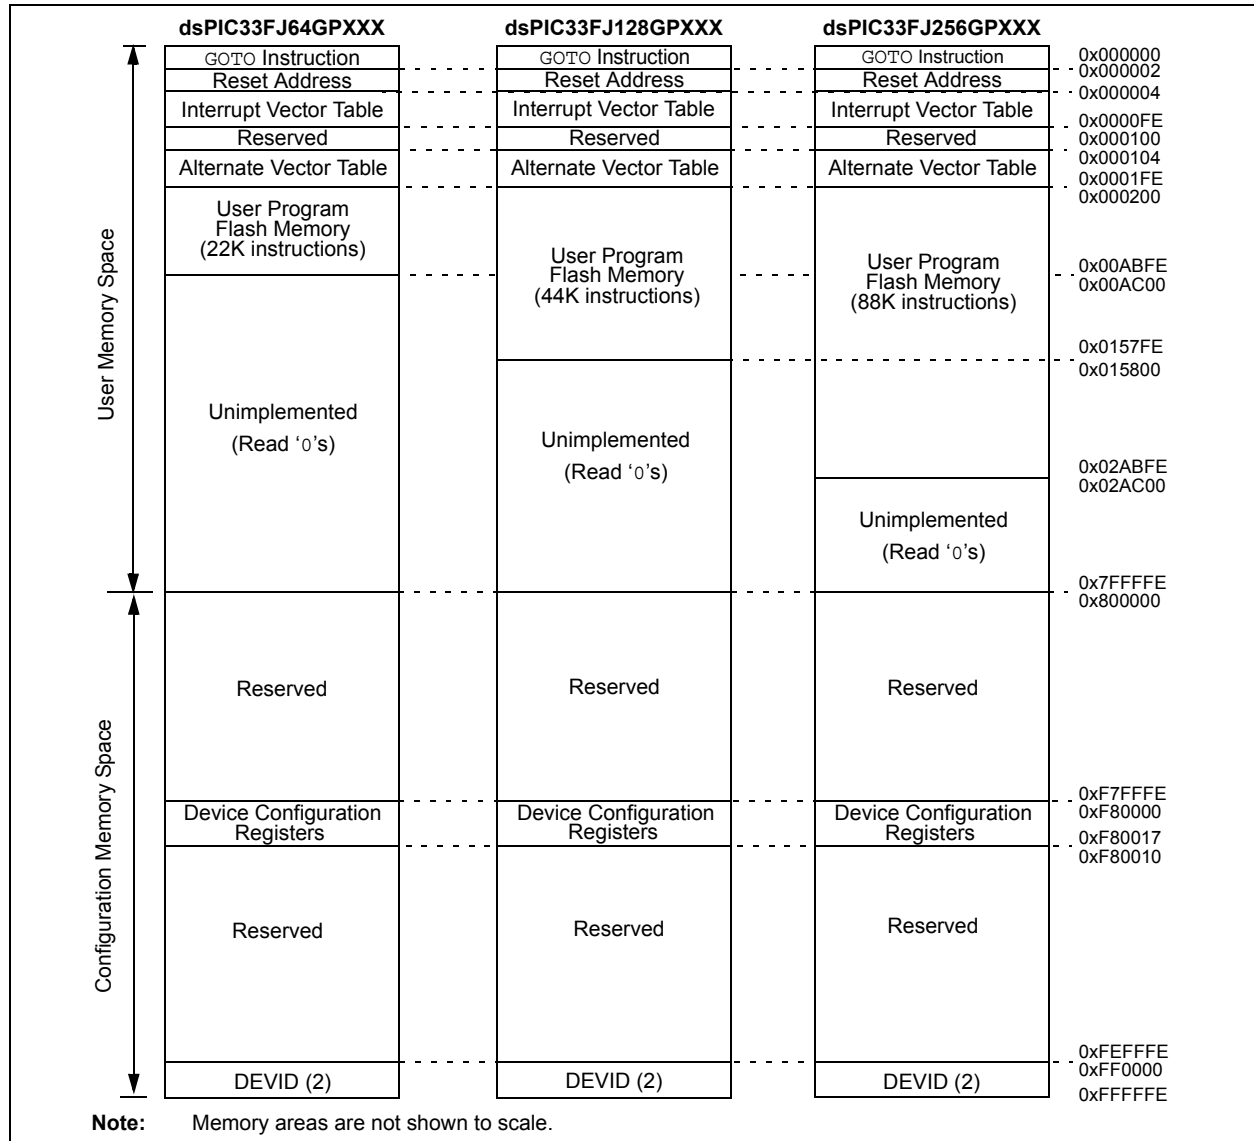 dsPIC33FJ64GPXXX dsPIC33FJ128GPXXX dsPIC33FJ256GPXXX
GOTO Instruction GOTO Instruction GOTO Instruction 0x000000
0x000002
Reset Address Reset Address Reset Address
0x000004
Interrupt Vector Table Interrupt Vector Table Interrupt Vector Table
0x0000FE
Reserved Reserved Reserved 0x000100
0x000104
Alternate Vector Table Alternate Vector Table Alternate Vector Table
0x0001FE
0x000200
User Program
Flash Memory
(22K instructions)
User Program
Flash Memory
(44K instructions)
User Program
Flash Memory
(88K instructions)
0x00ABFE
0x00AC00
0x0157FE
0x015800
User Memory Space
Unimplemented
(Read ‘0’s)
Unimplemented
(Read ‘0’s)
0x02ABFE
0x02AC00
Unimplemented
(Read ‘0’s)
0x7FFFFE
0x800000
Reserved Reserved Reserved
Configuration Memory Space
0xF7FFFE
0xF80000
Device Configuration
Registers
Device Configuration
Registers
Device Configuration
Registers
0xF80017
0xF80010
Reserved Reserved Reserved
0xFEFFFE
0xFF0000
DEVID (2) DEVID (2) DEVID (2)
0xFFFFFE
Note: Memory areas are not shown to scale.